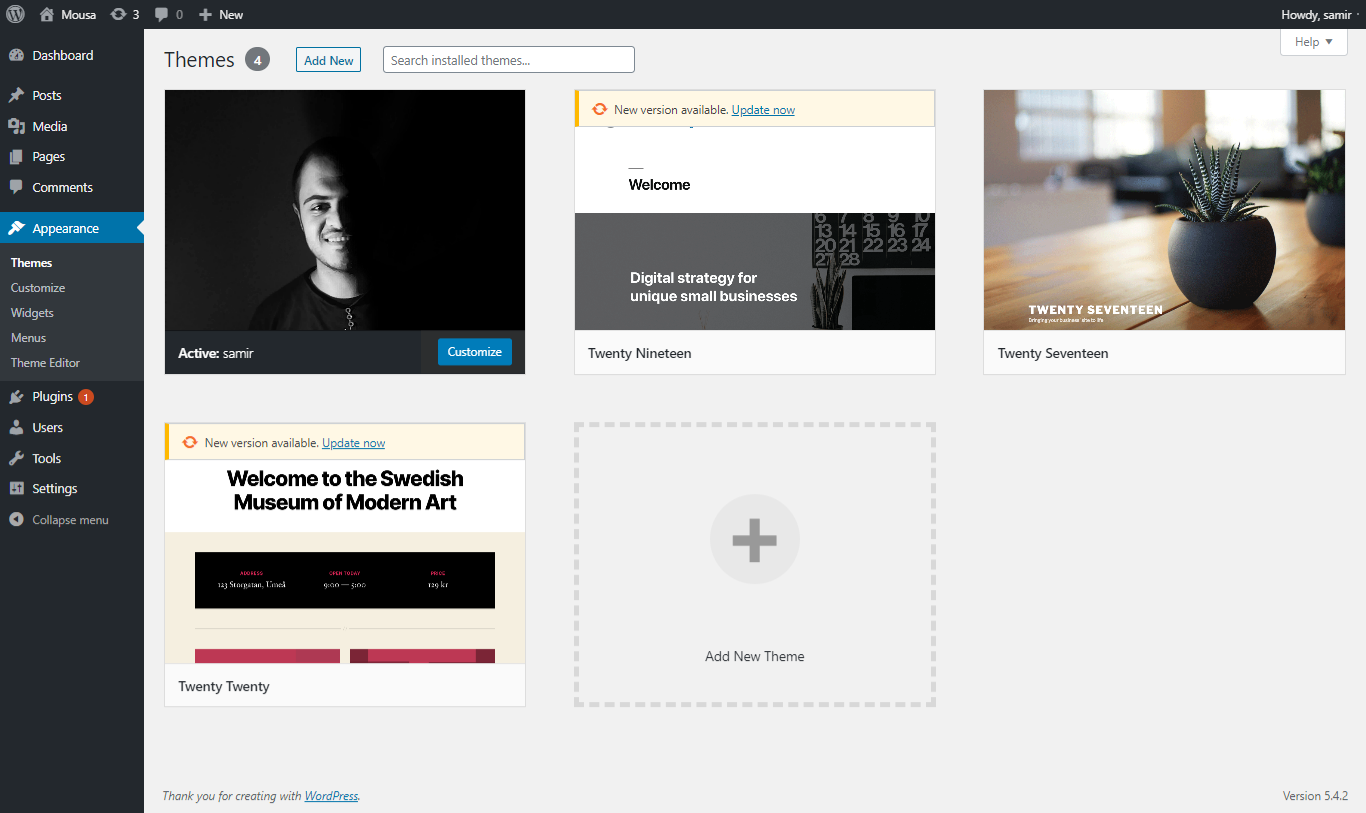 Mousa 3 0 New Howdy, samir
Dashboard
Posts
Media
Pages
Comments
Appearance
Themes
Customize
Widgets
Menus
Theme Editor
Plugins 1
Users
Tools
Settings
Collapse menu
Help
Themes 4 Add New Search installed themes...
Active: samir Customize
New version available. Update now
Welcome
6 7 8 9 10
13 14 15 16 17
20 21 22 23 24
27 28
Digital strategy for
unique small businesses
Twenty Nineteen
TWENTY SEVENTEEN
Bringing your business' site to life
Twenty Seventeen
New version available. Update now
Welcome to the Swedish
Museum of Modern Art
ADDRESS OPEN TODAY PRICE
123 Storgatan, Umeå 9:00 — 5:00 129 kr
Twenty Twenty
Add New Theme
Thank you for creating with WordPress. Version 5.4.2